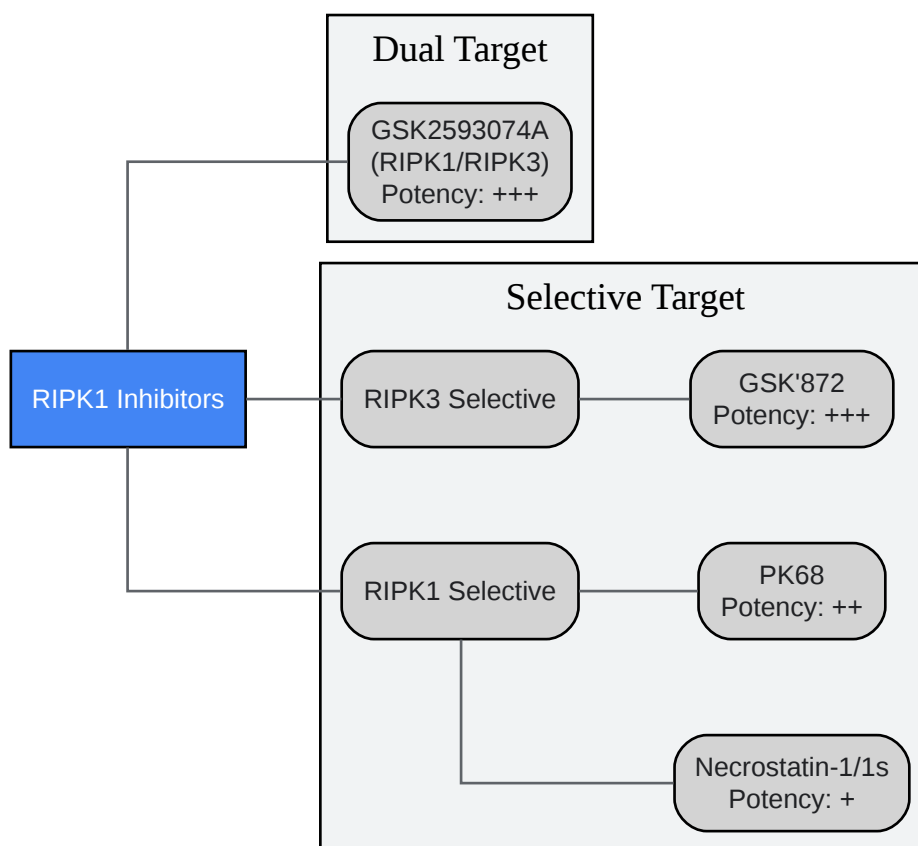 Dual Target
GSK2593074A
(RIPK1/RIPK3)
Potency: +++
Selective Target
RIPK1 Inhibitors
RIPK3 Selective
GSK'872
Potency: +++
RIPK1 Selective
PK68
Potency: ++
Necrostatin-1/1s
Potency: +